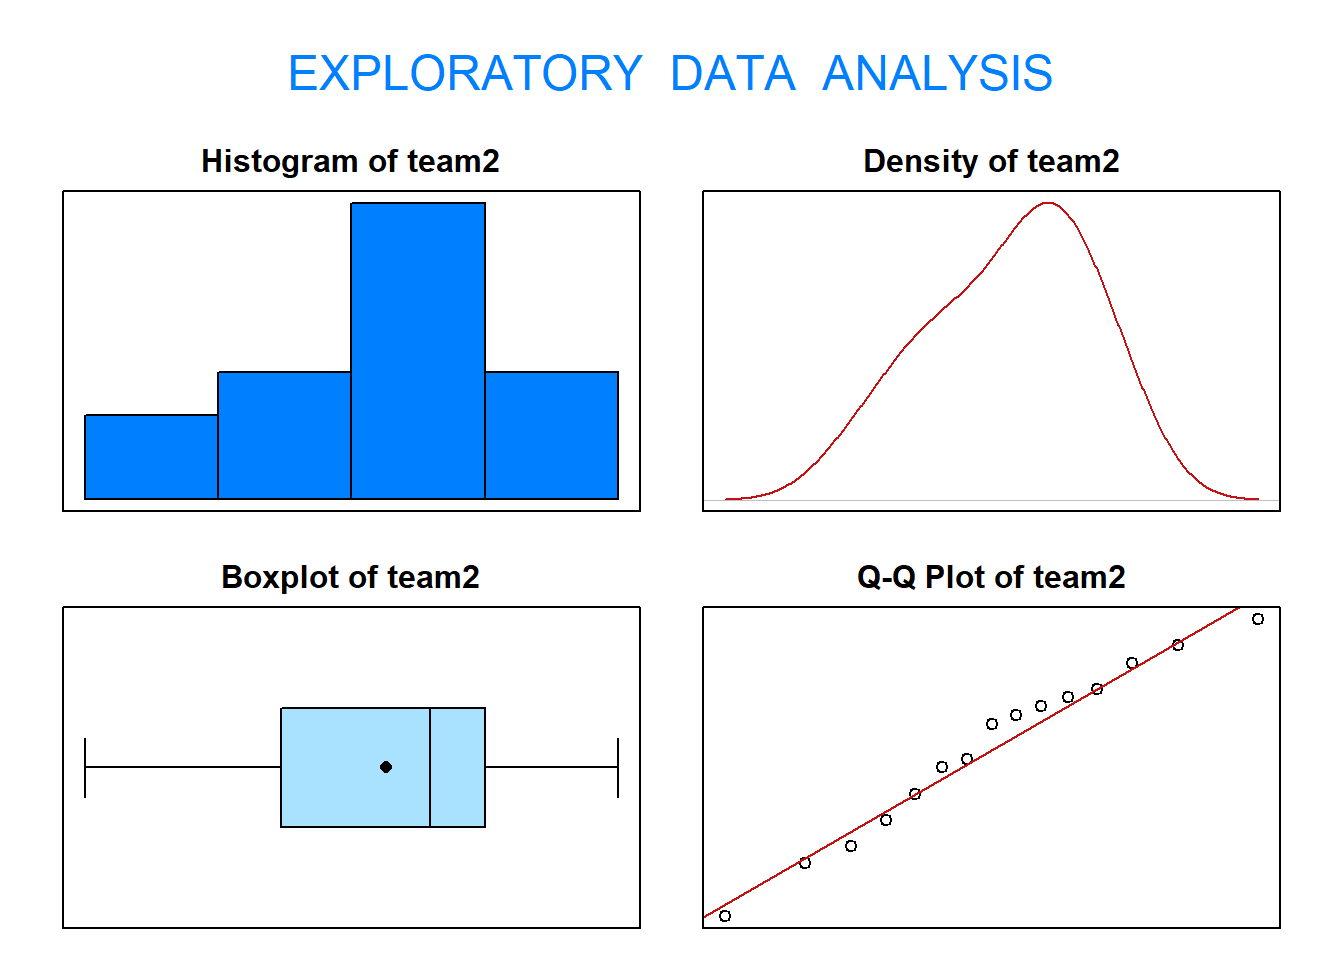 EXPLORATORY DATA ANALYSIS
Histogram of team2
Density of team2
Boxplot of team2
Q-Q Plot of team2